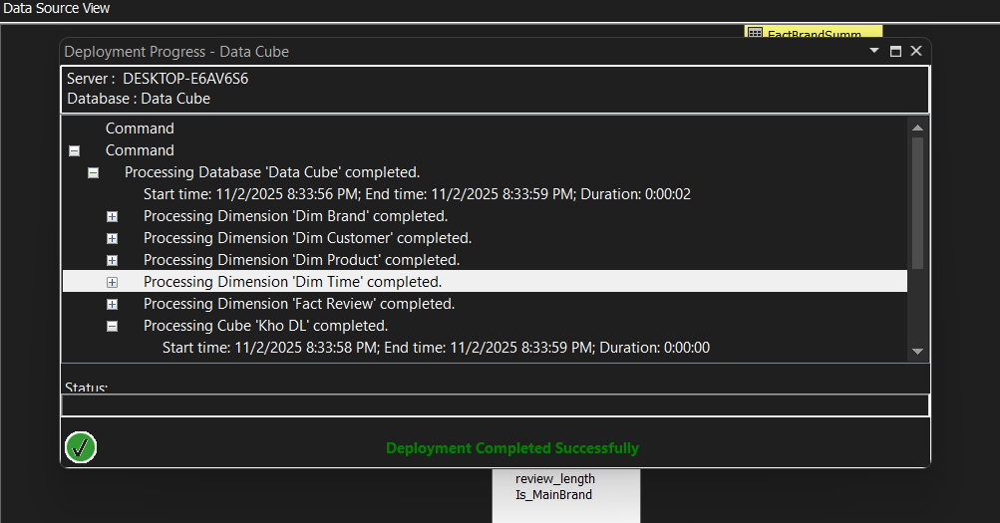 Data Source View
FactBrandSumm
Deployment Progress - Data Cube
Server : DESKTOP-E6AV6S6
Database : Data Cube
Command
Command
Processing Database 'Data Cube' completed.
Start time: 11/2/2025 8:33:56 PM; End time: 11/2/2025 8:33:59 PM; Duration: 0:00:02
Processing Dimension 'Dim Brand' completed.
Processing Dimension 'Dim Customer' completed.
Processing Dimension 'Dim Product' completed.
Processing Dimension 'Dim Time' completed.
Processing Dimension 'Fact Review' completed.
Processing Cube 'Kho DL' completed.
Start time: 11/2/2025 8:33:58 PM; End time: 11/2/2025 8:33:59 PM; Duration: 0:00:00
Status:
Deployment Completed Successfully
review_length
Is_MainBrand